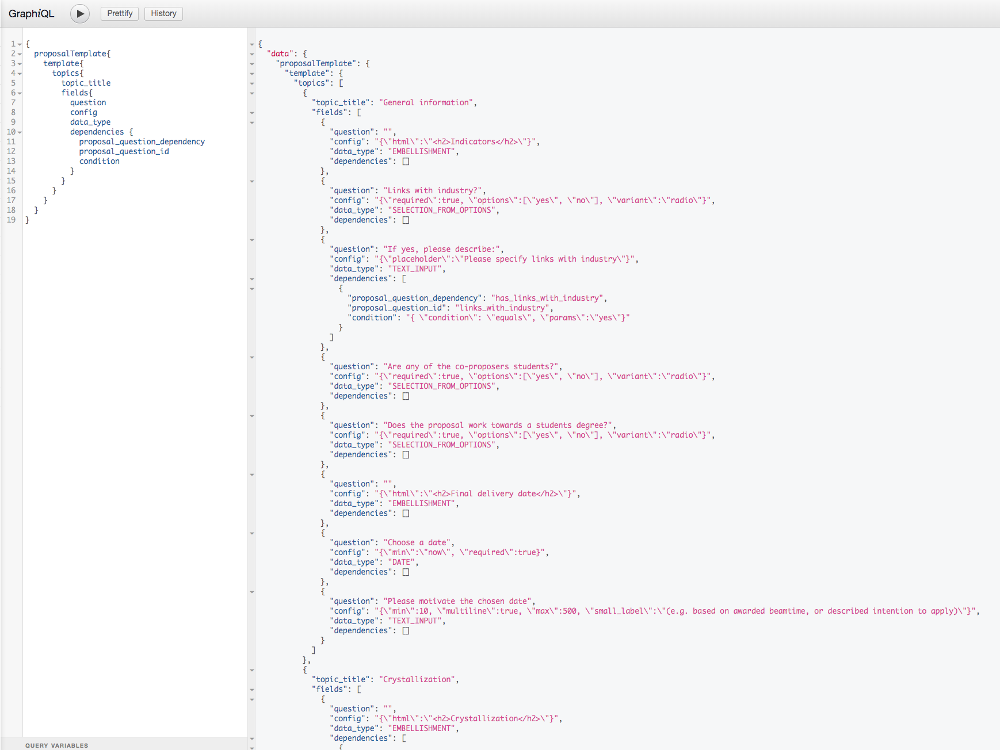 GraphiQL
Prettify
History
1 {
2 proposalTemplate{
3 template{
4 topics{
5 topic_title
6 fields{
7 question
8 config
9 data_type
10 dependencies {
11 proposal_question_dependency
12 proposal_question_id
13 condition
14 }
15 }
16 }
17 }
18 }
19 }
QUERY VARIABLES
{
"data": {
"proposalTemplate": {
"template": {
"topics": [
{
"topic_title": "General information",
"fields": [
{
"question": "",
"config": "{\"html\":\"<h2>Indicators</h2>\"}",
"data_type": "EMBELLISHMENT",
"dependencies": []
},
{
"question": "Links with industry?",
"config": "{\"required\":true, \"options\":[\"yes\", \"no\"], \"variant\":\"radio\"}",
"data_type": "SELECTION_FROM_OPTIONS",
"dependencies": []
},
{
"question": "If yes, please describe:",
"config": "{\"placeholder\":\"Please specify links with industry\"}",
"data_type": "TEXT_INPUT",
"dependencies": [
{
"proposal_question_dependency": "has_links_with_industry",
"proposal_question_id": "links_with_industry",
"condition": "{ \"condition\": \"equals\", \"params\":\"yes\"}"
}
]
},
{
"question": "Are any of the co-proposers students?",
"config": "{\"required\":true, \"options\":[\"yes\", \"no\"], \"variant\":\"radio\"}",
"data_type": "SELECTION_FROM_OPTIONS",
"dependencies": []
},
{
"question": "Does the proposal work towards a students degree?",
"config": "{\"required\":true, \"options\":[\"yes\", \"no\"], \"variant\":\"radio\"}",
"data_type": "SELECTION_FROM_OPTIONS",
"dependencies": []
},
{
"question": "",
"config": "{\"html\":\"<h2>Final delivery date</h2>\"}",
"data_type": "EMBELLISHMENT",
"dependencies": []
},
{
"question": "Choose a date",
"config": "{\"min\":\"now\", \"required\":true}",
"data_type": "DATE",
"dependencies": []
},
{
"question": "Please motivate the chosen date",
"config": "{\"min\":10, \"multiline\":true, \"max\":500, \"small_label\":\"(e.g. based on awarded beamtime, or described intention to apply)\"}",
"data_type": "TEXT_INPUT",
"dependencies": []
}
]
},
{
"topic_title": "Crystallization",
"fields": [
{
"question": "",
"config": "{\"html\":\"<h2>Crystallization</h2>\"}",
"data_type": "EMBELLISHMENT",
"dependencies": [
{